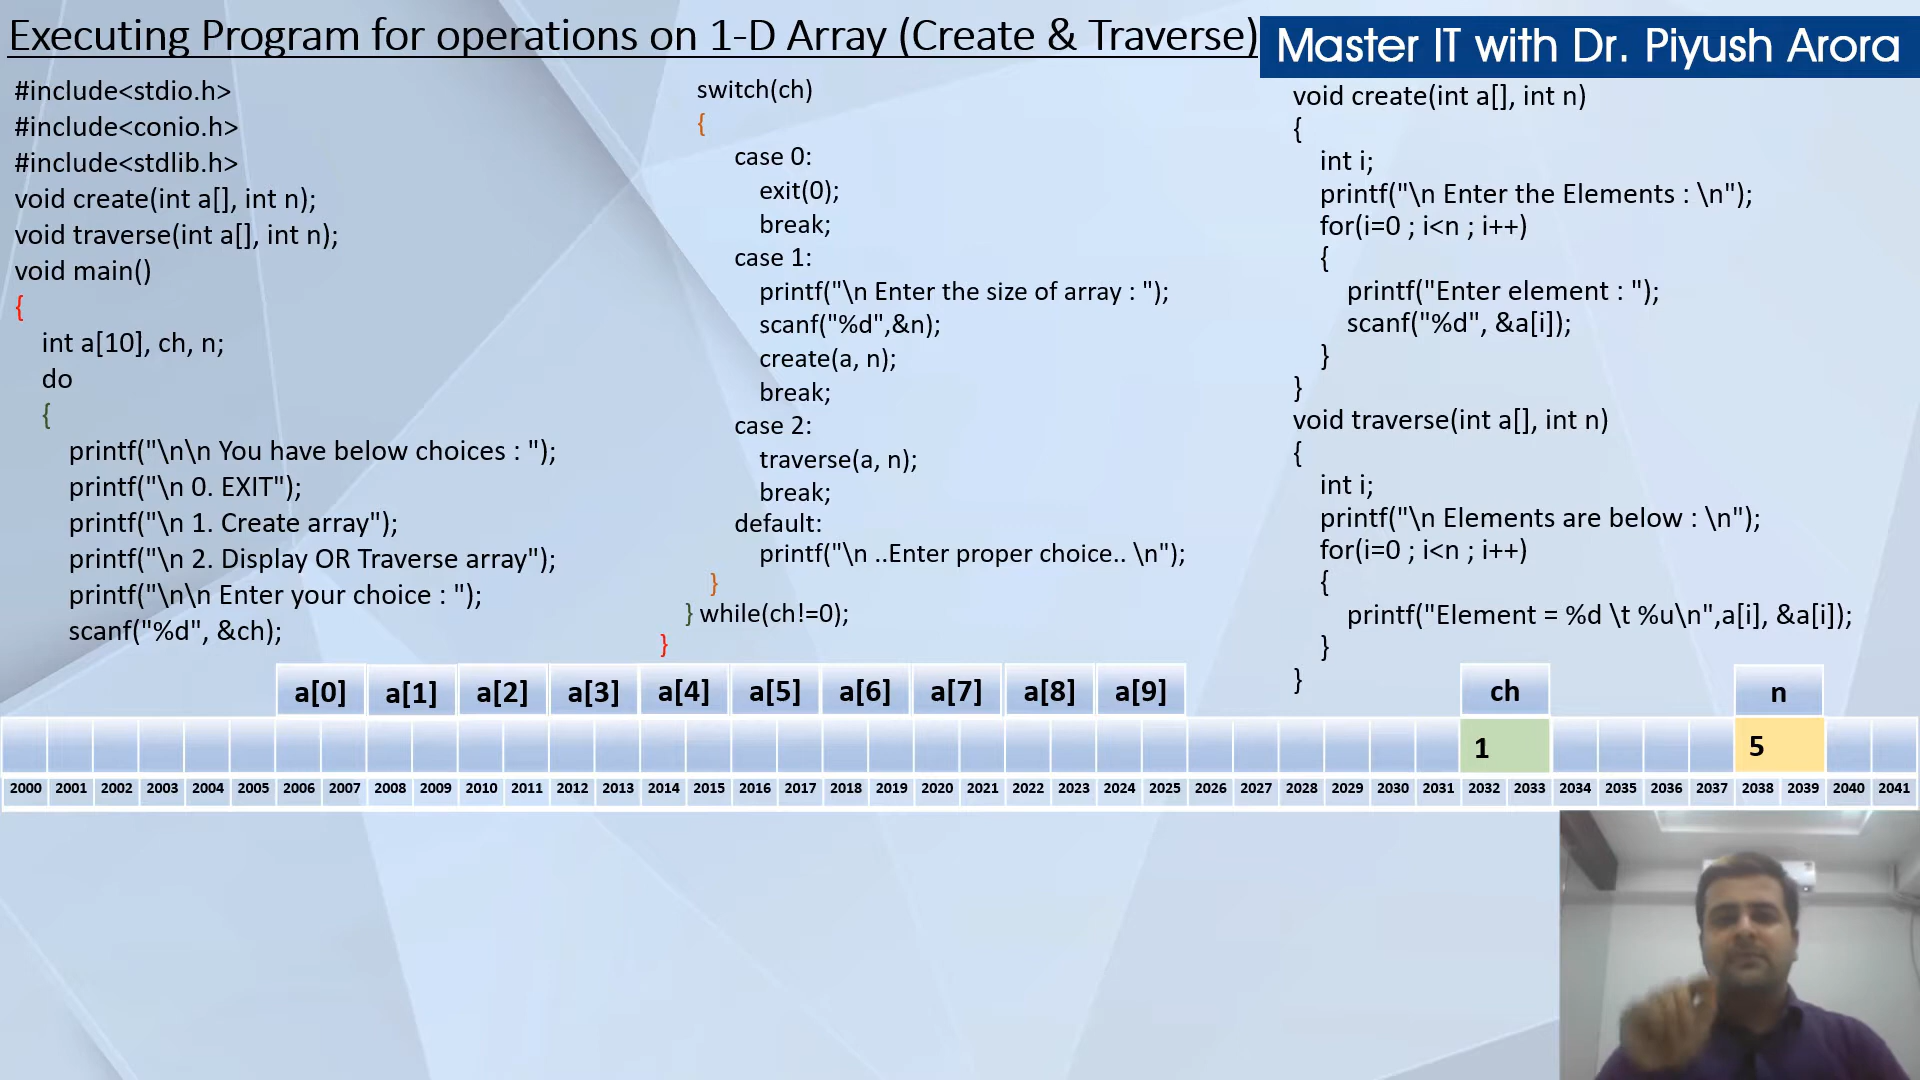 Executing Program for operations on 1-D Array (Create & Traverse)
Master IT with Dr. Piyush Arora
#include<stdio.h>
#include<conio.h>
#include<stdlib.h>
void create(int a[], int n);
void traverse(int a[], int n);
void main()
{
int a[10], ch, n;
do
{
printf("\n\n You have below choices : ");
printf("\n 0. EXIT");
printf("\n 1. Create array");
printf("\n 2. Display OR Traverse array");
printf("\n\n Enter your choice : ");
scanf("%d", &ch);
switch(ch)
{
case 0:
exit(0);
break;
case 1:
printf("\n Enter the size of array : ");
scanf("%d",&n);
create(a, n);
break;
case 2:
traverse(a, n);
break;
default:
printf("\n ..Enter proper choice.. \n");
}
} while(ch!=0);
}
void create(int a[], int n)
{
int i;
printf("\n Enter the Elements : \n");
for(i=0 ; i<n ; i++)
{
printf("Enter element : ");
scanf("%d", &a[i]);
}
}
void traverse(int a[], int n)
{
int i;
printf("\n Elements are below : \n");
for(i=0 ; i<n ; i++)
{
printf("Element = %d \t %u\n",a[i], &a[i]);
}
}
a[0] a[1] a[2] a[3] a[4] a[5] a[6] a[7] a[8] a[9] ch n
1 5
2000 2001 2002 2003 2004 2005 2006 2007 2008 2009 2010 2011 2012 2013 2014 2015 2016 2017 2018 2019 2020 2021 2022 2023 2024 2025 2026 2027 2028 2029 2030 2031 2032 2033 2034 2035 2036 2037 2038 2039 2040 2041